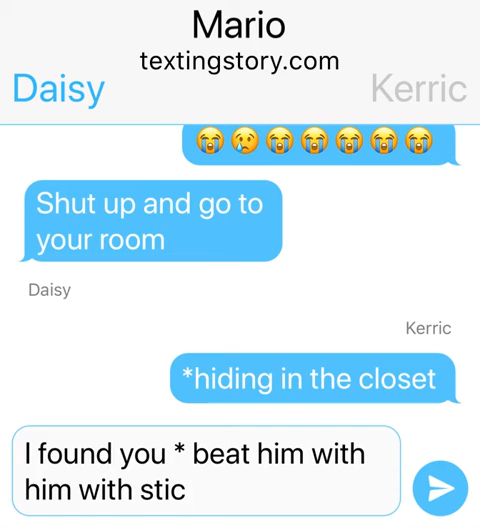 Mario
textingstory.com
Daisy Kerric
😭😢😭😭😭😭😭
Shut up and go to
your room
Daisy
Kerric
*hiding in the closet
I found you * beat him with
him with stic